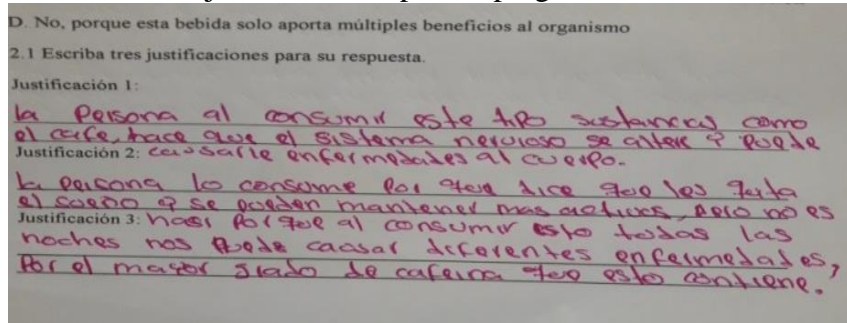 D. No, porque esta bebida solo aporta múltiples beneficios al organismo
2.1 Escriba tres justificaciones para su respuesta.
Justificación 1:
la persona al consumir este tipo sustancias como
el cafe, hace que el sistema nervioso se altere y puede
Justificación 2: causarle enfermedades al cuerpo.
la persona lo consume por que dice que les quita
el sueño y se pueden mantener mas activos, pero no es
Justificación 3: hasi por que al consumir esto todas las
noches nos puede caosar diferentes enfermedades,
Por el mayor grado de cafeina que esto contiene.